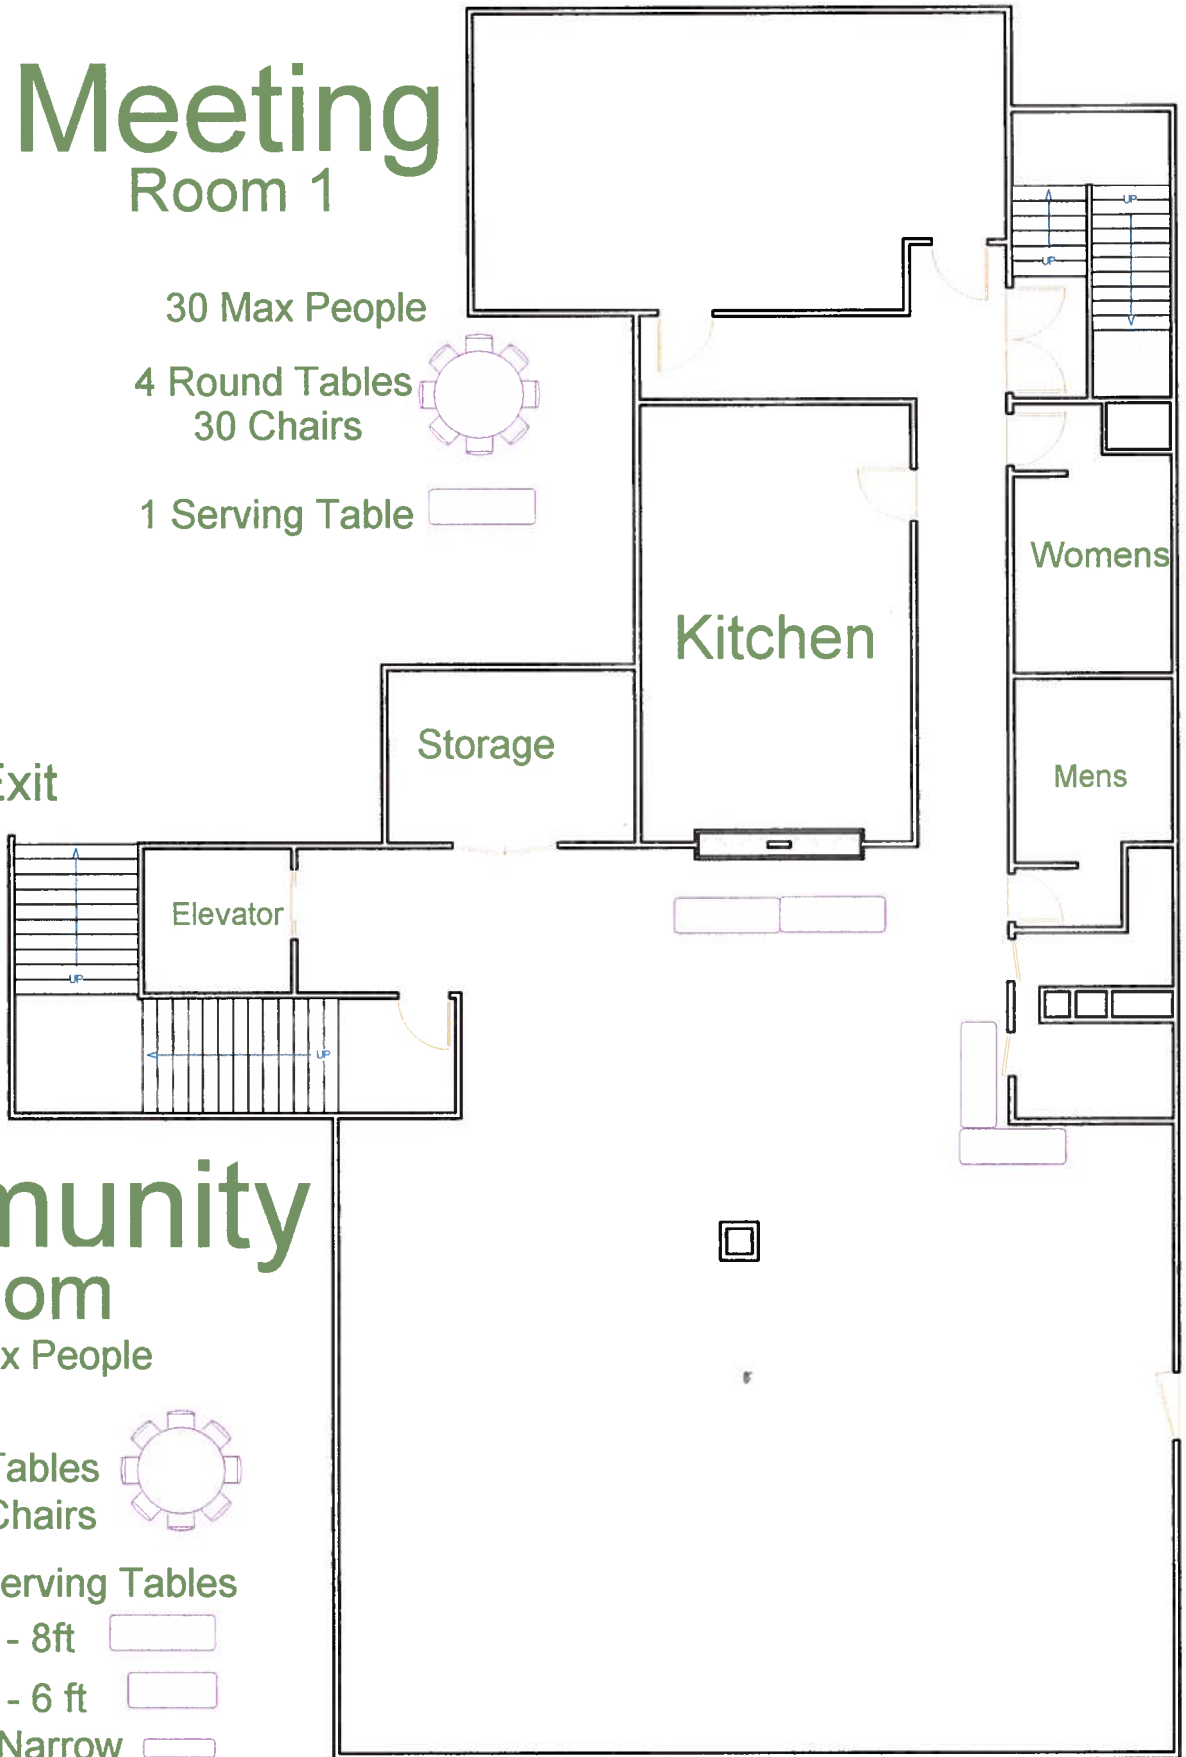 Meeting
Room 1
30 Max People
4 Round Tables
30 Chairs
1 Serving Table
UP
UP
Womens
Kitchen
Storage
Mens
Exit
Elevator
UP
UP
munity
om
x People
Tables
Chairs
erving Tables
- 8ft
- 6 ft
Narrow